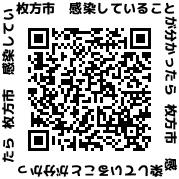 枚方市　感染していること
が分かったら　枚方市　感
染していることが分かっ
たら　枚方市　感染してい